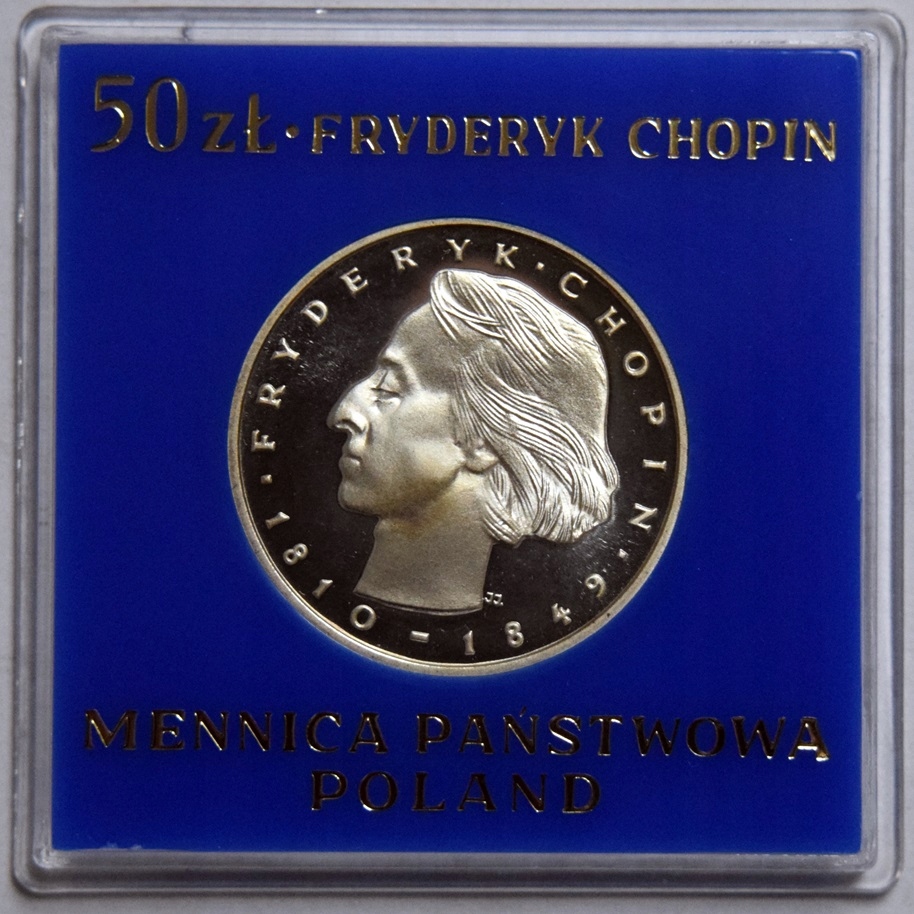 50 zł · FRYDERYK CHOPIN
· FRYDERYK · CHOPIN ·
1810 – 1849
JJ
MENNICA PAŃSTWOWA
POLAND